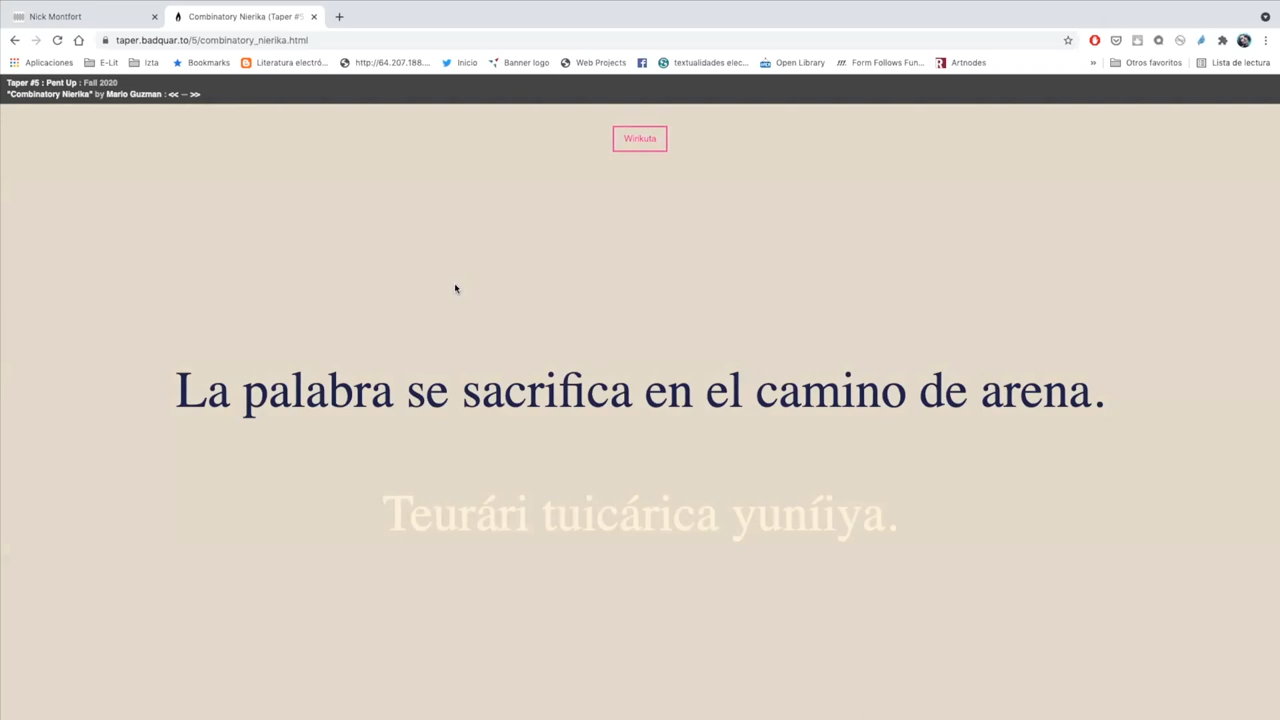 Nick Montfort
Combinatory Nierika (Taper #5
taper.badquar.to/5/combinatory_nierika.html
Aplicaciones E-Lit Izta Bookmarks Literatura electró... http://64.207.188.... Inicio Banner logo Web Projects textualidades elec... Open Library Form Follows Fun... Artnodes » Otros favoritos Lista de lectura
Taper #5 : Pent Up : Fall 2020
"Combinatory Nierika" by Mario Guzman : << — >>
Wirikuta
La palabra se sacrifica en el camino de arena.
Teurári tuicárica yuníiya.